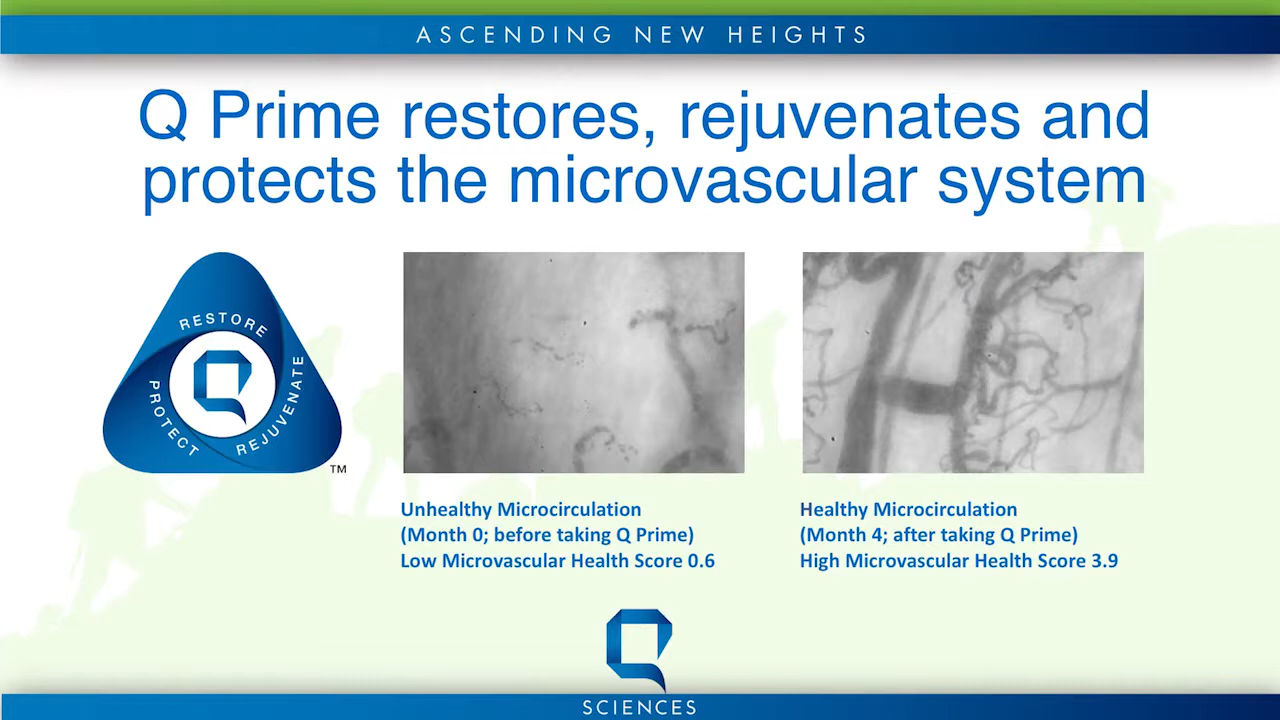 ASCENDING NEW HEIGHTS
Q Prime restores, rejuvenates and
protects the microvascular system
RESTORE
REJUVENATE
PROTECT
TM
Unhealthy Microcirculation
(Month 0; before taking Q Prime)
Low Microvascular Health Score 0.6
Healthy Microcirculation
(Month 4; after taking Q Prime)
High Microvascular Health Score 3.9
SCIENCES